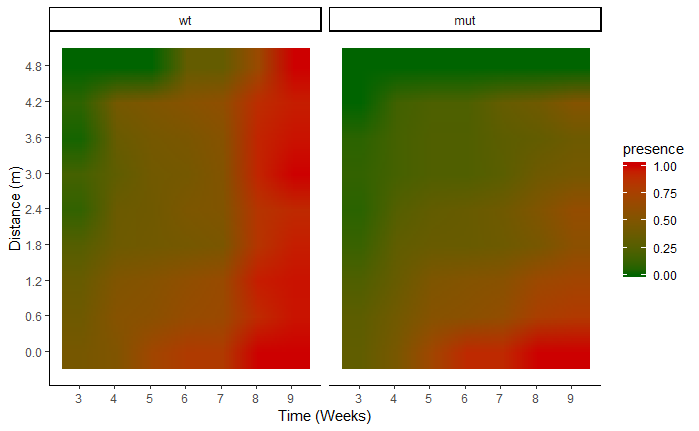 wt
mut
Distance (m)
4.8
4.2
3.6
3.0
2.4
1.8
1.2
0.6
0.0
3 4 5 6 7 8 9
3 4 5 6 7 8 9
Time (Weeks)
presence
1.00
0.75
0.50
0.25
0.00